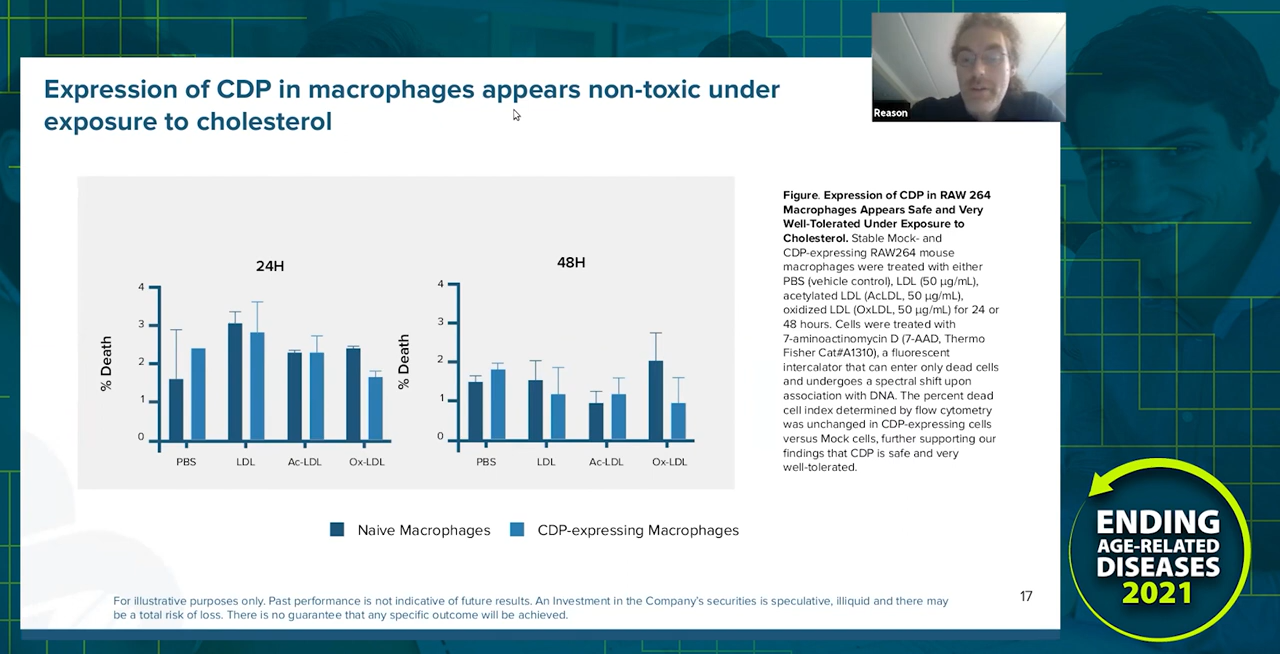 Expression of CDP in macrophages appears non-toxic under
exposure to cholesterol
Reason
24H
4
3
2
1
0
% Death
PBS
LDL
Ac-LDL
Ox-LDL
48H
4
3
2
1
0
% Death
PBS
LDL
Ac-LDL
Ox-LDL
Naive Macrophages
CDP-expressing Macrophages
Figure. Expression of CDP in RAW 264
Macrophages Appears Safe and Very
Well-Tolerated Under Exposure to
Cholesterol. Stable Mock- and
CDP-expressing RAW264 mouse
macrophages were treated with either
PBS (vehicle control), LDL (50 µg/mL),
acetylated LDL (AcLDL, 50 µg/mL),
oxidized LDL (OxLDL, 50 µg/mL) for 24 or
48 hours. Cells were treated with
7-aminoactinomycin D (7-AAD, Thermo
Fisher Cat#A1310), a fluorescent
intercalator that can enter only dead cells
and undergoes a spectral shift upon
association with DNA. The percent dead
cell index determined by flow cytometry
was unchanged in CDP-expressing cells
versus Mock cells, further supporting our
findings that CDP is safe and very
well-tolerated.
For illustrative purposes only. Past performance is not indicative of future results. An Investment in the Company's securities is speculative, illiquid and there may
be a total risk of loss. There is no guarantee that any specific outcome will be achieved.
17
ENDING
AGE-RELATED
DISEASES
2021